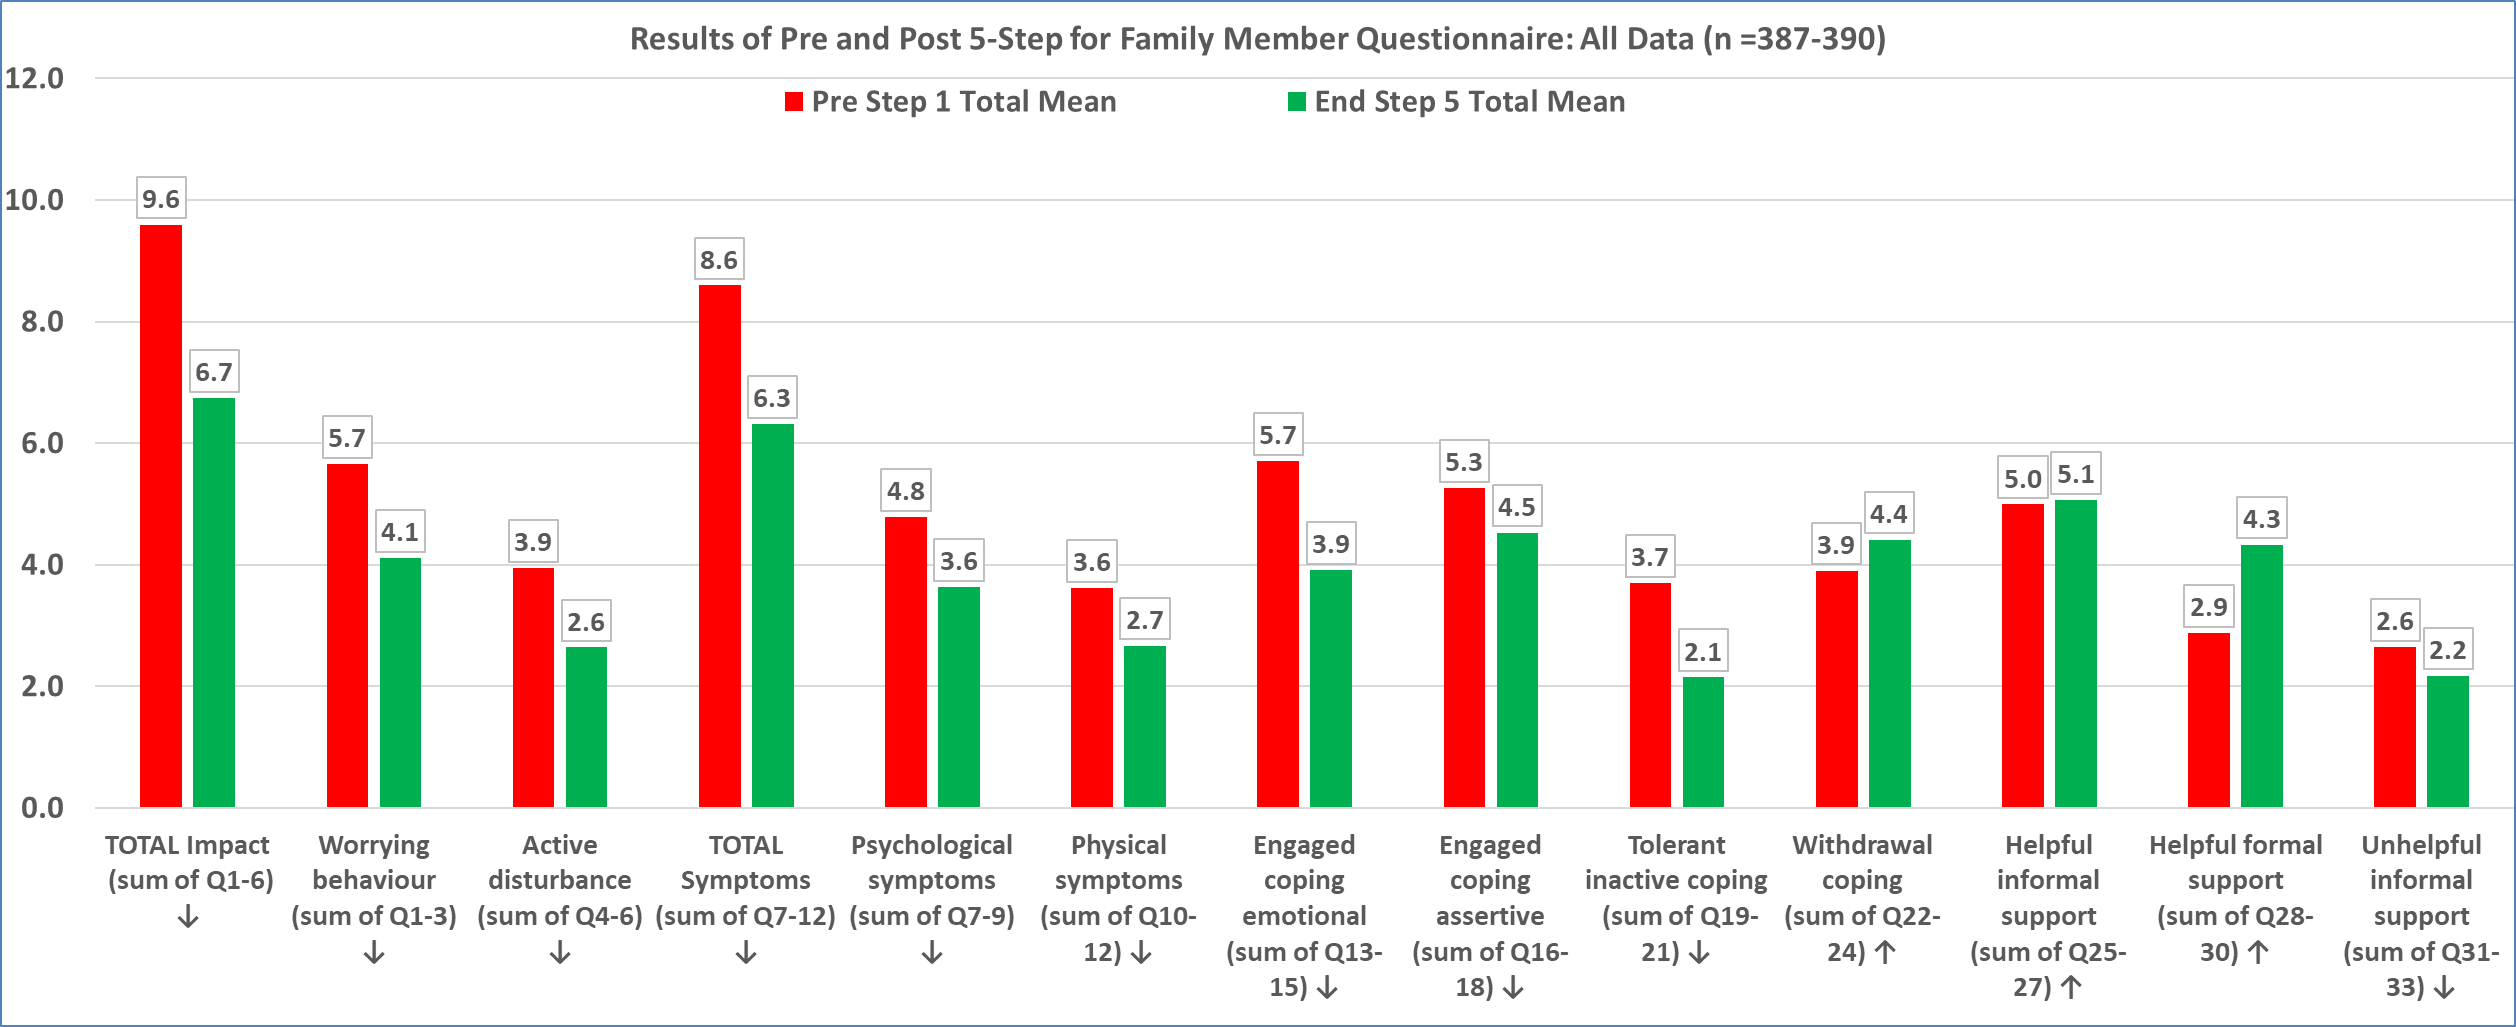 Results of Pre and Post 5-Step for Family Member Questionnaire: All Data (n =387-390)
12.0
Pre Step 1 Total Mean
End Step 5 Total Mean
10.0
8.0
6.0
4.0
2.0
0.0
9.6
6.7
5.7
4.1
3.9
2.6
8.6
6.3
4.8
3.6
3.6
2.7
5.7
3.9
5.3
4.5
3.7
2.1
3.9
4.4
5.0
5.1
2.9
4.3
2.6
2.2
TOTAL Impact
(sum of Q1-6)
↓
Worrying
behaviour
(sum of Q1-3)
↓
Active
disturbance
(sum of Q4-6)
↓
TOTAL
Symptoms
(sum of Q7-12)
↓
Psychological
symptoms
(sum of Q7-9)
↓
Physical
symptoms
(sum of Q10-
12) ↓
Engaged
coping
emotional
(sum of Q13-
15) ↓
Engaged
coping
assertive
(sum of Q16-
18) ↓
Tolerant
inactive coping
(sum of Q19-
21) ↓
Withdrawal
coping
(sum of Q22-
24) ↑
Helpful
informal
support
(sum of Q25-
27) ↑
Helpful formal
support
(sum of Q28-
30) ↑
Unhelpful
informal
support
(sum of Q31-
33) ↓